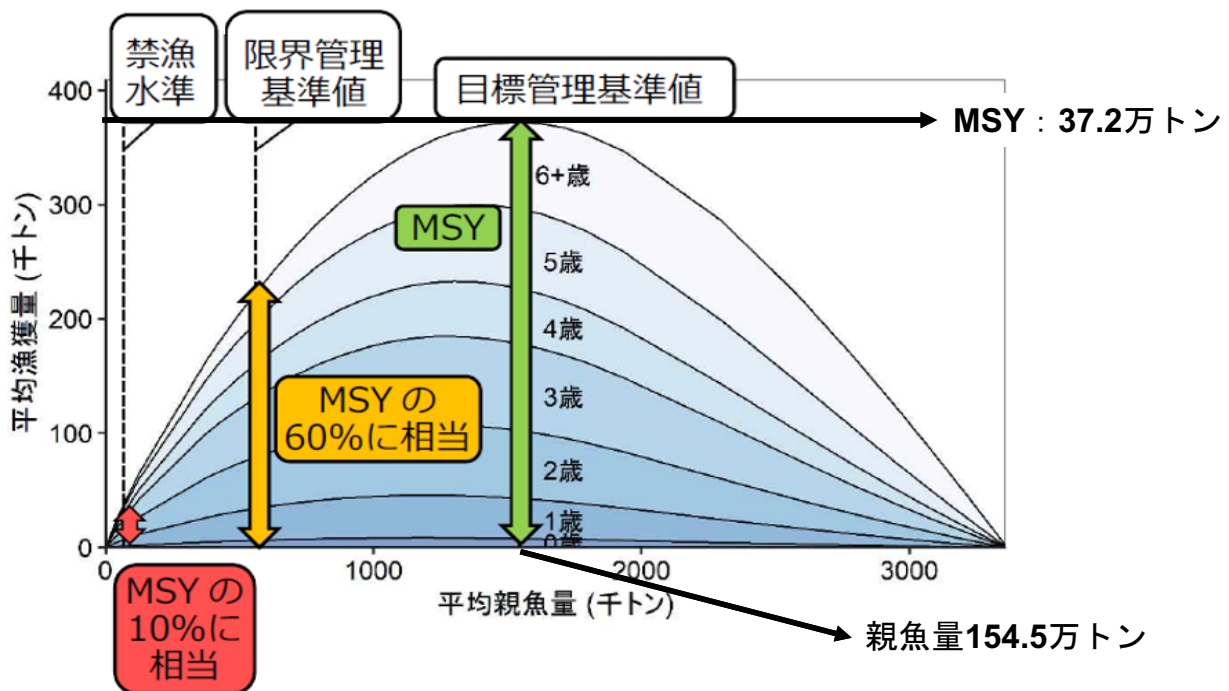 禁漁
水準
限界管理
基準値
目標管理基準値
MSY：37.2万トン
400
300
200
100
0
平均漁獲量 (千トン)
6+歳
MSY
5歳
4歳
3歳
MSY の
60%に相当
2歳
1歳
0歳
0
1000
2000
3000
平均親魚量 (千トン)
MSY の
10%に
相当
親魚量154.5万トン